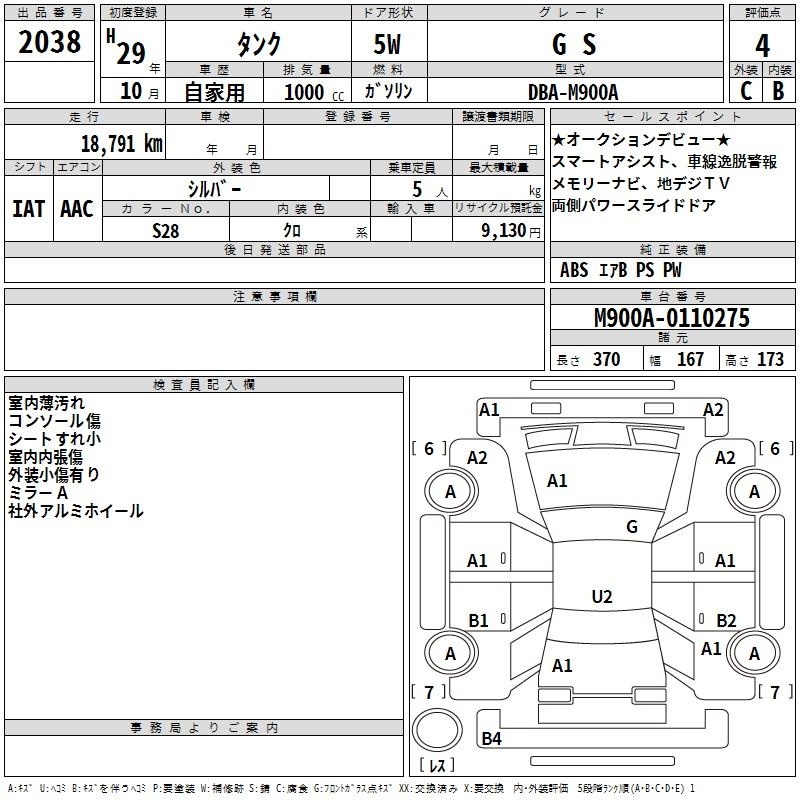 出品番号 初度登録 車名 ドア形状 グレード 評価点
2038 H 29 年 タンク 5W G S 4
車歴 排気量 燃料 型式 外装 内装
10 月 自家用 1000 CC ｶﾞｿﾘﾝ DBA-M900A C B
走行 車検 登録番号 譲渡書類期限 セールスポイント
18,791 km 年 月 月 日
★オークションデビュー★
スマートアシスト、車線逸脱警報
メモリーナビ、地デジＴＶ
両側パワースライドドア
シフト エアコン 外装色 乗車定員 最大積載量
IAT AAC シルバー 5 人 kg
カラーNo. 内装色 輸入車 リサイクル預託金
S28 ｸﾛ 系 9,130 円
後日発送部品 純正装備
ABS ｴｱB PS PW
注意事項欄 車台番号
M900A-0110275
諸元
長さ 370 幅 167 高さ 173
検査員記入欄
室内薄汚れ
コンソール傷
シートすれ小
室内内張傷
外装小傷有り
ミラーＡ
社外アルミホイール
事務局よりご案内
A1 A2
[ 6 ] A2 A2 [ 6 ]
A A1 A
G
A1 A1
U2
B1 B2
A A1 A1 A
[ 7 ] [ 7 ]
B4
[ ﾚｽ ]
A:ｷｽﾞ U:ﾍｺﾐ B:ｷｽﾞを伴うﾍｺﾐ P:要塗装 W:補修跡 S:錆 C:腐食 G:ﾌﾛﾝﾄｶﾞﾗｽ点ｷｽﾞ XX:交換済み X:要交換 内・外装評価 5段階ﾗﾝｸ順(A･B･C･D･E) 1